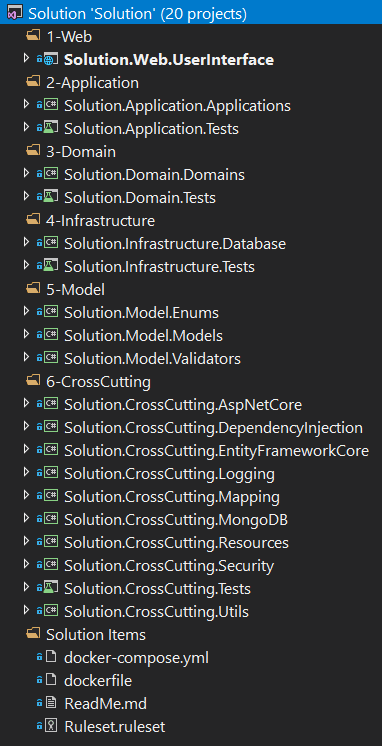 Solution 'Solution' (20 projects)
1-Web
Solution.Web.UserInterface
2-Application
Solution.Application.Applications
Solution.Application.Tests
3-Domain
Solution.Domain.Domains
Solution.Domain.Tests
4-Infrastructure
Solution.Infrastructure.Database
Solution.Infrastructure.Tests
5-Model
Solution.Model.Enums
Solution.Model.Models
Solution.Model.Validators
6-CrossCutting
Solution.CrossCutting.AspNetCore
Solution.CrossCutting.DependencyInjection
Solution.CrossCutting.EntityFrameworkCore
Solution.CrossCutting.Logging
Solution.CrossCutting.Mapping
Solution.CrossCutting.MongoDB
Solution.CrossCutting.Resources
Solution.CrossCutting.Security
Solution.CrossCutting.Tests
Solution.CrossCutting.Utils
Solution Items
docker-compose.yml
dockerfile
ReadMe.md
Ruleset.ruleset